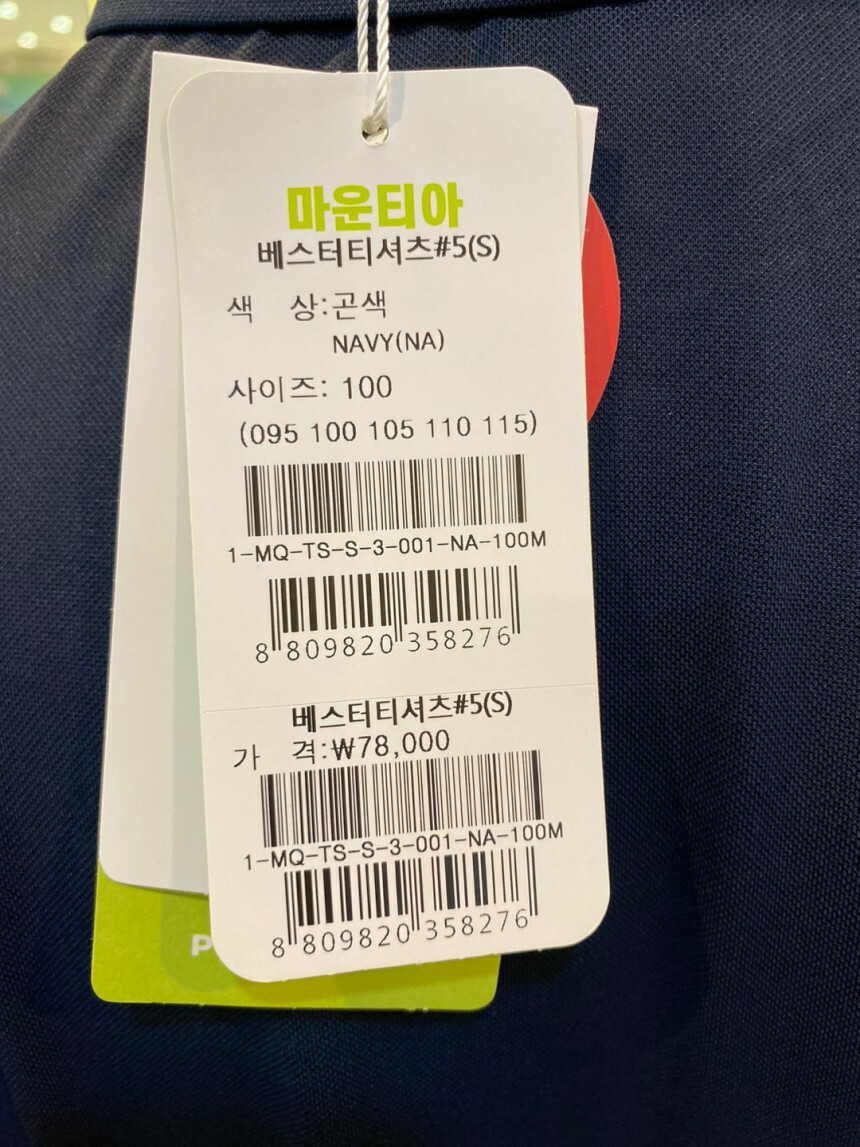 마운티아
베스터티셔츠#5(S)
색 상:곤색
NAVY(NA)
사이즈: 100
(095 100 105 110 115)
1-MQ-TS-S-3-001-NA-100M
8 809820 358276
베스터티셔츠#5(S)
가 격:₩78,000
1-MQ-TS-S-3-001-NA-100M
8 809820 358276